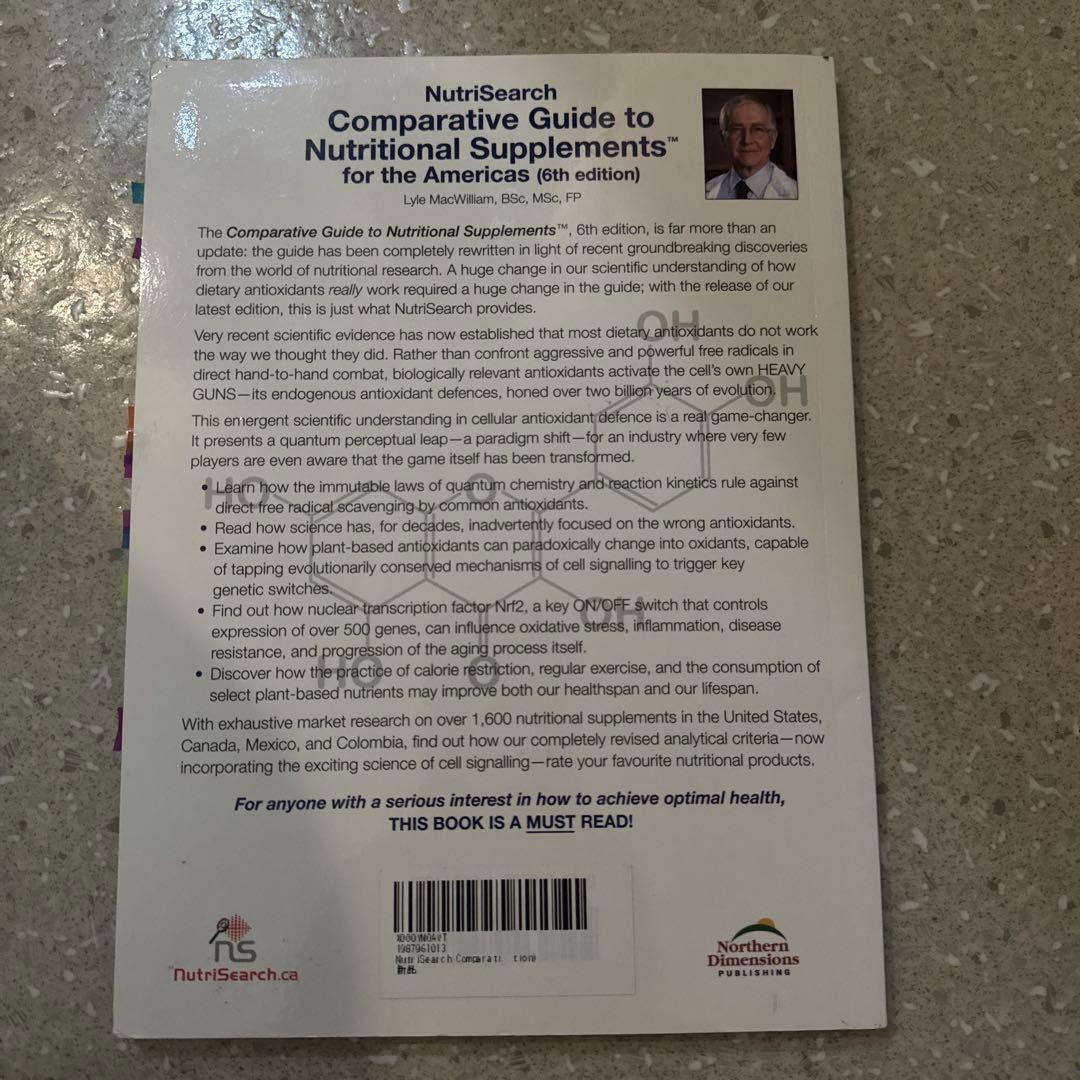 NutriSearch
Comparative Guide to
Nutritional Supplements™
for the Americas (6th edition)
Lyle MacWilliam, BSc, MSc, FP
The Comparative Guide to Nutritional Supplements™, 6th edition, is far more than an
update: the guide has been completely rewritten in light of recent groundbreaking discoveries
from the world of nutritional research. A huge change in our scientific understanding of how
dietary antioxidants really work required a huge change in the guide; with the release of our
latest edition, this is just what NutriSearch provides.
Very recent scientific evidence has now established that most dietary antioxidants do not work
the way we thought they did. Rather than confront aggressive and powerful free radicals in
direct hand-to-hand combat, biologically relevant antioxidants activate the cell's own HEAVY
GUNS—its endogenous antioxidant defences, honed over two billion years of evolution.
This emergent scientific understanding in cellular antioxidant defence is a real game-changer.
It presents a quantum perceptual leap—a paradigm shift—for an industry where very few
players are even aware that the game itself has been transformed.
• Learn how the immutable laws of quantum chemistry and reaction kinetics rule against
direct free radical scavenging by common antioxidants.
• Read how science has, for decades, inadvertently focused on the wrong antioxidants.
• Examine how plant-based antioxidants can paradoxically change into oxidants, capable
of tapping evolutionarily conserved mechanisms of cell signalling to trigger key
genetic switches.
• Find out how nuclear transcription factor Nrf2, a key ON/OFF switch that controls
expression of over 500 genes, can influence oxidative stress, inflammation, disease
resistance, and progression of the aging process itself.
• Discover how the practice of calorie restriction, regular exercise, and the consumption of
select plant-based nutrients may improve both our healthspan and our lifespan.
With exhaustive market research on over 1,600 nutritional supplements in the United States,
Canada, Mexico, and Colombia, find out how our completely revised analytical criteria—now
incorporating the exciting science of cell signalling—rate your favourite nutritional products.
For anyone with a serious interest in how to achieve optimal health,
THIS BOOK IS A MUST READ!
OH
OH
HO
O
OH
HO
O
ns
NutriSearch.ca
1987961013
NutriSearch Comparati
新品
Northern
Dimensions
PUBLISHING